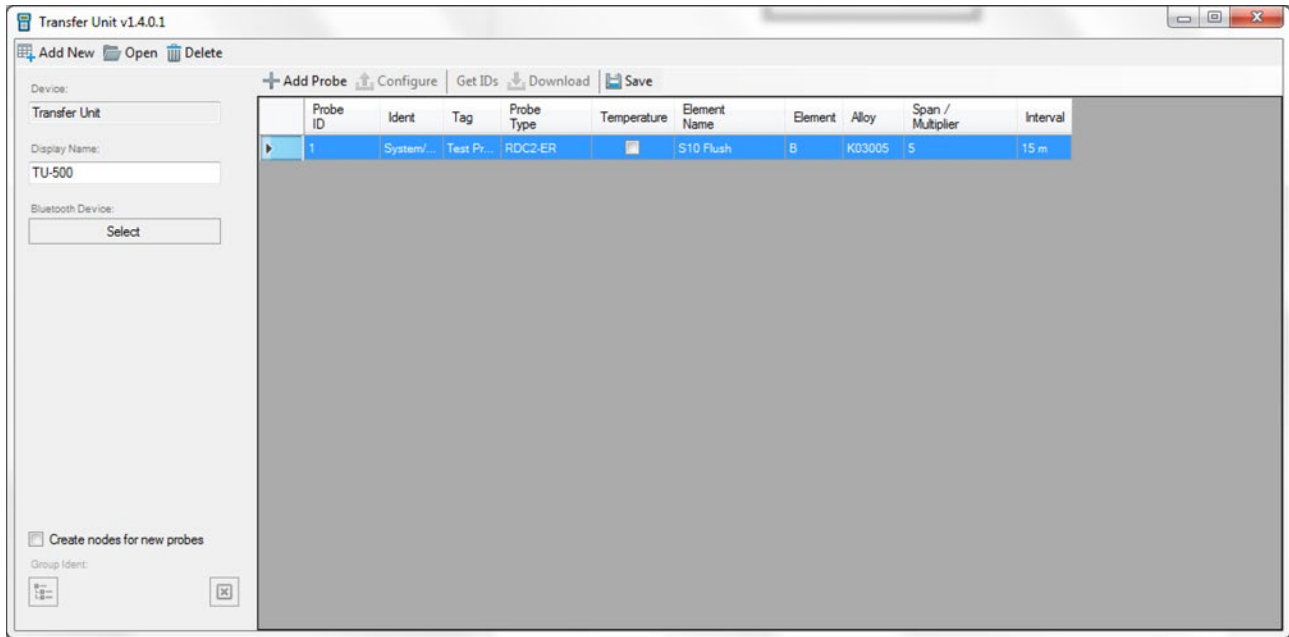 Transfer Unit v1.4.0.1
Add New Open Delete
Add Probe Configure Get IDs Download Save
Device:
Transfer Unit
Display Name:
TU-500
Bluetooth Device:
Select
Probe ID Ident Tag Probe Type Temperature Element Name Element Alloy Span / Multiplier Interval
1 System/... Test Pr... RDC2-ER S10 Flush B K03005 5 15 m
Create nodes for new probes
Group Ident: